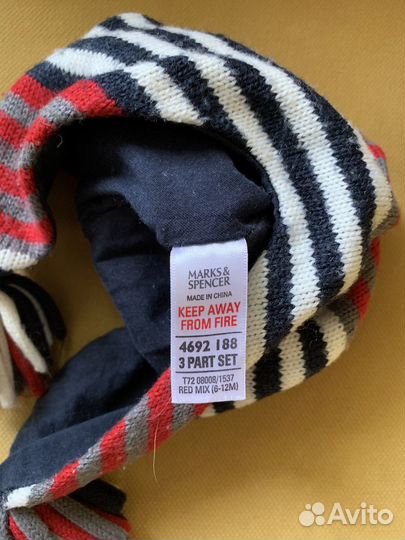 MARKS &
SPENCER
MADE IN CHINA
KEEP AWAY
FROM FIRE
4692 188
3 PART SET
T72 08008/1537
RED MIX (6-12M)
Avito